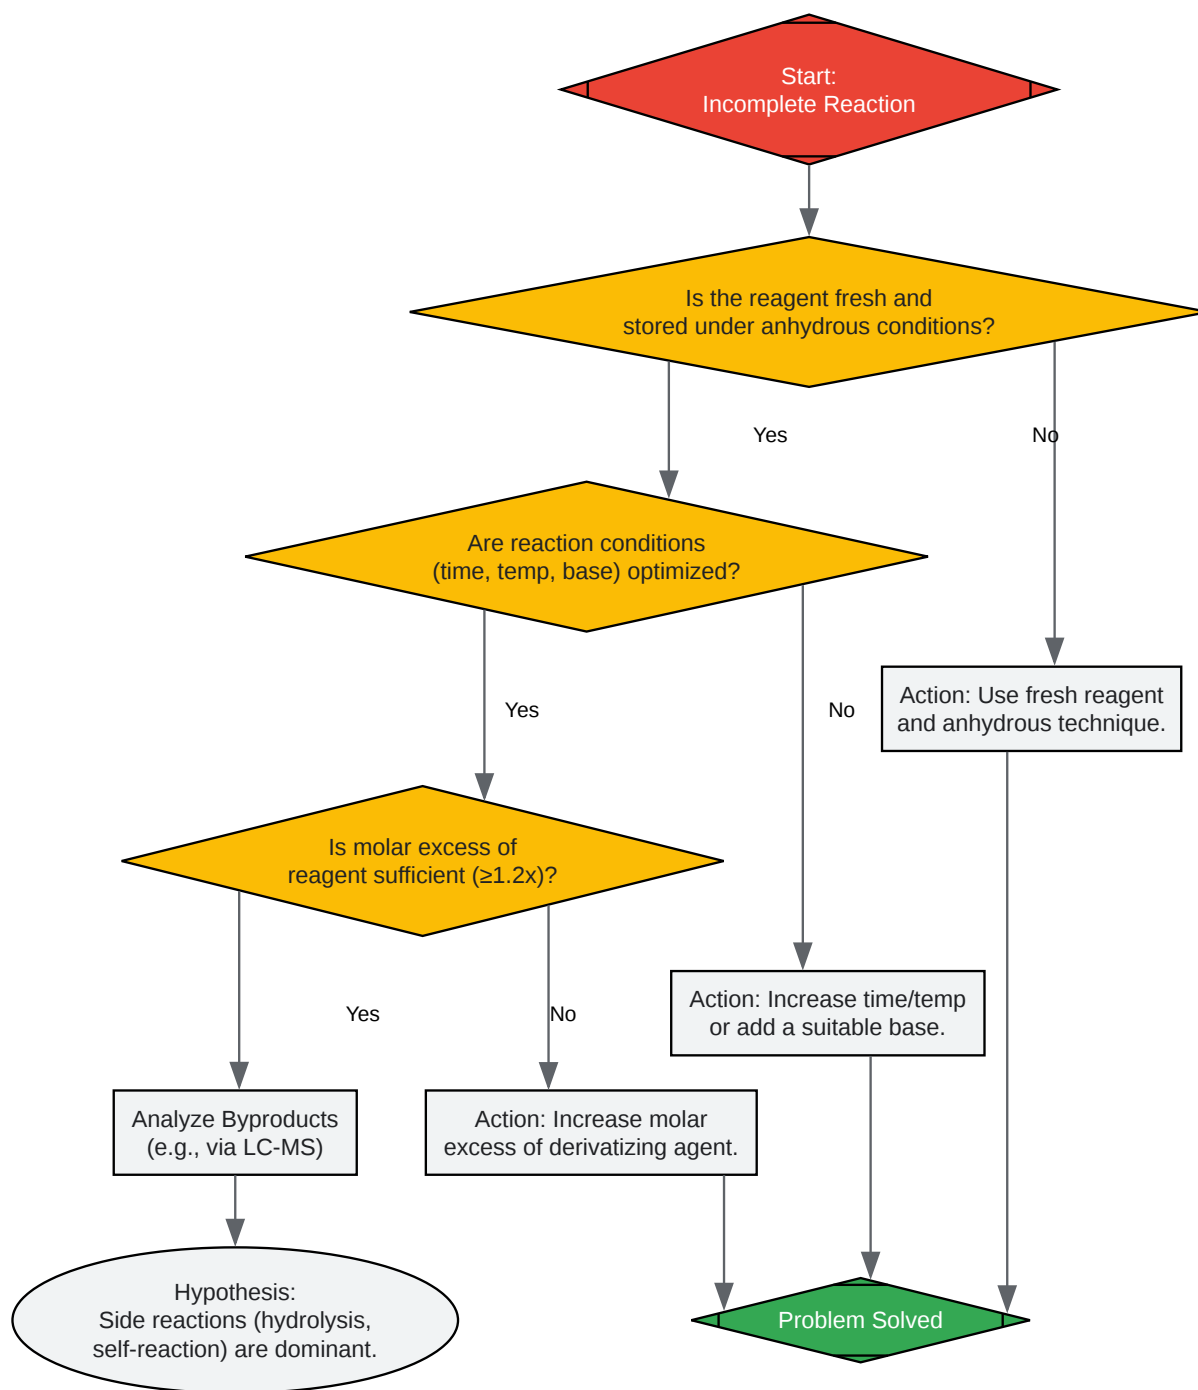 Start:
Incomplete Reaction
Is the reagent fresh and
stored under anhydrous conditions?
Yes
No
Are reaction conditions
(time, temp, base) optimized?
Yes
No
Action: Use fresh reagent
and anhydrous technique.
Is molar excess of
reagent sufficient (≥1.2x)?
Yes
No
Action: Increase time/temp
or add a suitable base.
Analyze Byproducts
(e.g., via LC-MS)
Action: Increase molar
excess of derivatizing agent.
Hypothesis:
Side reactions (hydrolysis,
self-reaction) are dominant.
Problem Solved